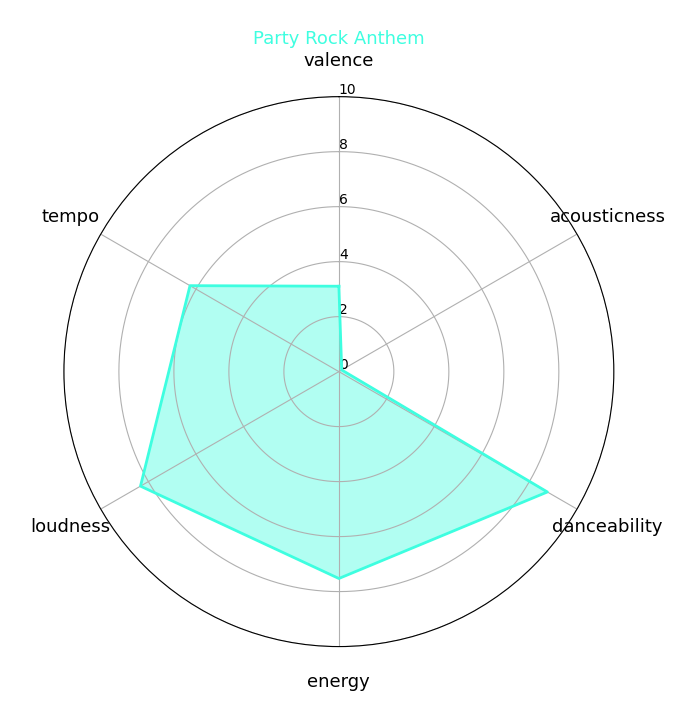 Party Rock Anthem
valence
10
8
tempo
acousticness
6
4
2
0
loudness
danceability
energy